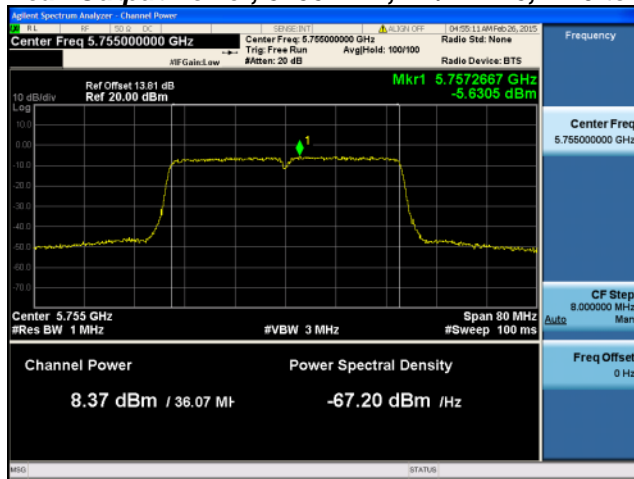 Agilent Spectrum Analyzer - Channel Power
RL RF 50 Ω DC SENSE:INT ALIGN OFF 04:55:11 AM Feb 26, 2015
Center Freq 5.755000000 GHz
Center Freq: 5.755000000 GHz
Radio Std: None
Trig: Free Run Avg|Hold: 100/100
#IFGain:Low
#Atten: 20 dB
Radio Device: BTS
Frequency
Ref Offset 13.81 dB
Mkr1 5.7572667 GHz
10 dB/div
Ref 20.00 dBm
-5.6305 dBm
Log
10.0
0.00
-10.0
-20.0
-30.0
-40.0
-50.0
-60.0
-70.0
1
Center Freq
5.755000000 GHz
Center 5.755 GHz
Span 80 MHz
#Res BW 1 MHz
#VBW 3 MHz
#Sweep 100 ms
CF Step
8.000000 MHz
Auto Man
Channel Power
Power Spectral Density
8.37 dBm / 36.07 MH
-67.20 dBm /Hz
Freq Offset
0 Hz
MSG
STATUS